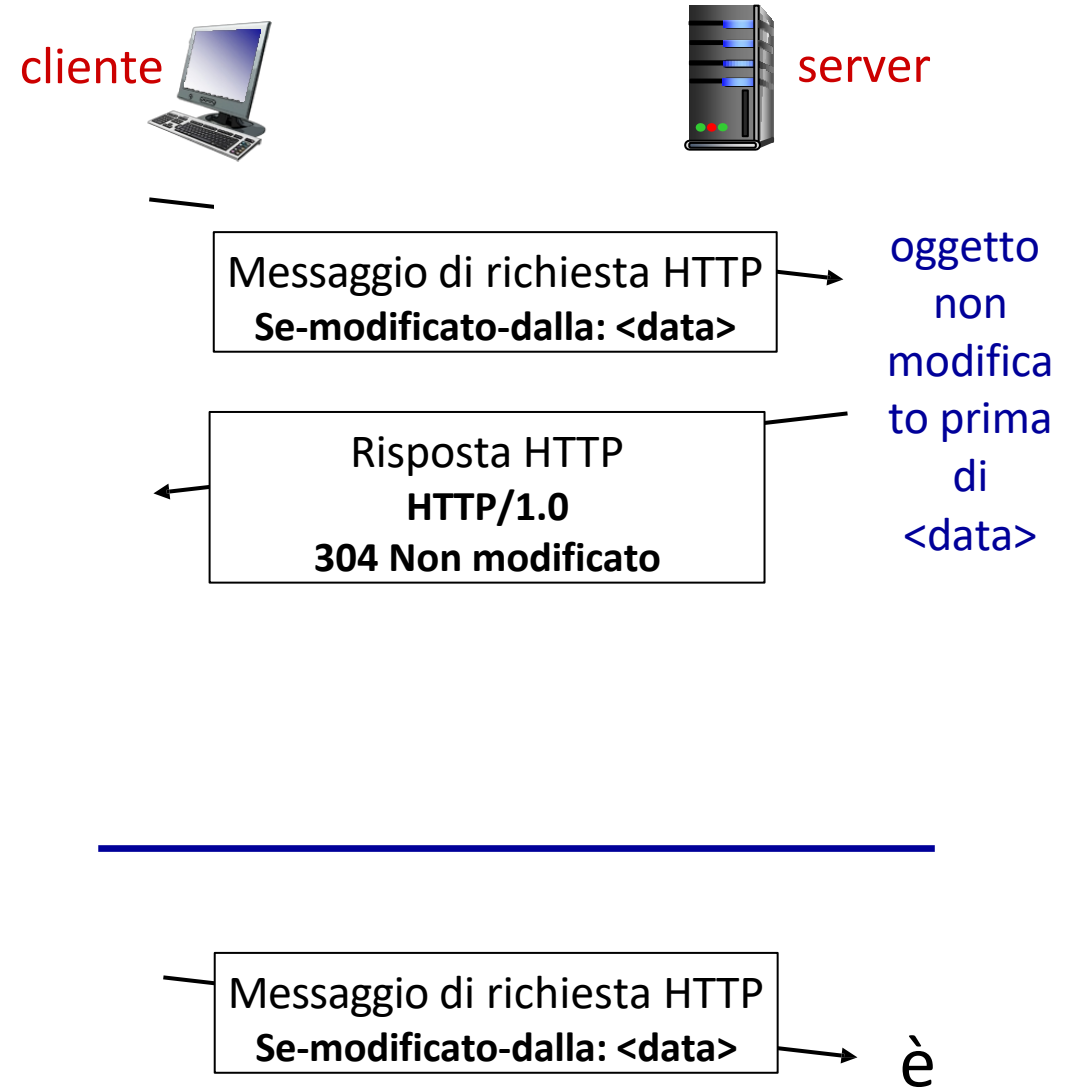 cliente
server
Messaggio di richiesta HTTP
Se-modificato-dalla: <data>
oggetto
non
modifica
to prima
di
<data>
Risposta HTTP
HTTP/1.0
304 Non modificato
Messaggio di richiesta HTTP
Se-modificato-dalla: <data>
è